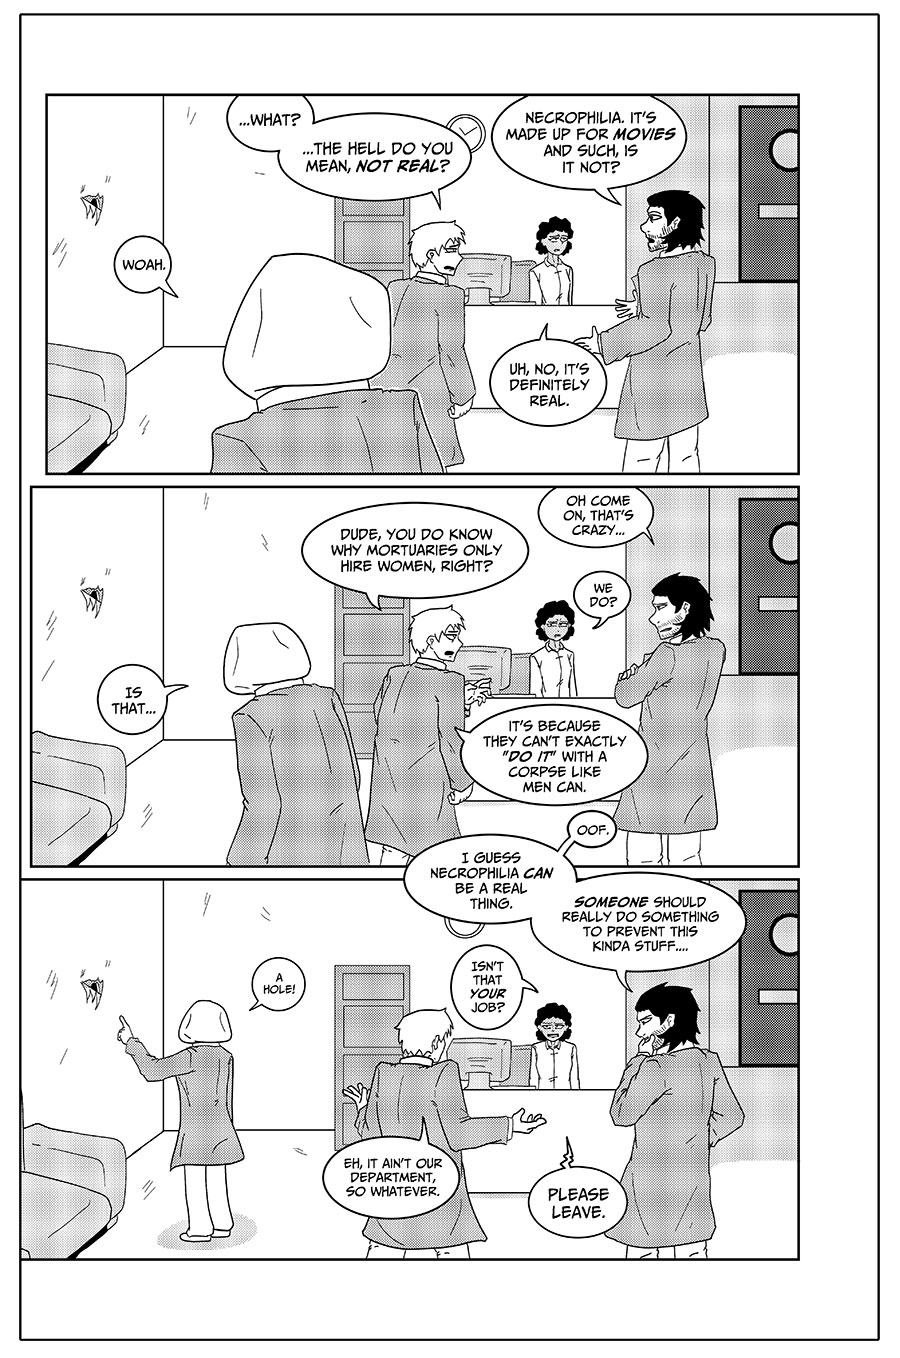 ...WHAT?
...THE HELL DO YOU
MEAN, NOT REAL?
NECROPHILIA. IT'S
MADE UP FOR MOVIES
AND SUCH, IS
IT NOT?
WOAH.
UH, NO, IT'S
DEFINITELY
REAL.
DUDE, YOU DO KNOW
WHY MORTUARIES ONLY
HIRE WOMEN, RIGHT?
OH COME
ON, THAT'S
CRAZY...
WE
DO?
IS
THAT...
IT'S BECAUSE
THEY CAN'T EXACTLY
"DO IT" WITH A
CORPSE LIKE
MEN CAN.
OOF.
I GUESS
NECROPHILIA CAN
BE A REAL
THING.
SOMEONE SHOULD
REALLY DO SOMETHING
TO PREVENT THIS
KINDA STUFF....
A
HOLE!
ISN'T
THAT
YOUR
JOB?
EH, IT AIN'T OUR
DEPARTMENT,
SO WHATEVER.
PLEASE
LEAVE.